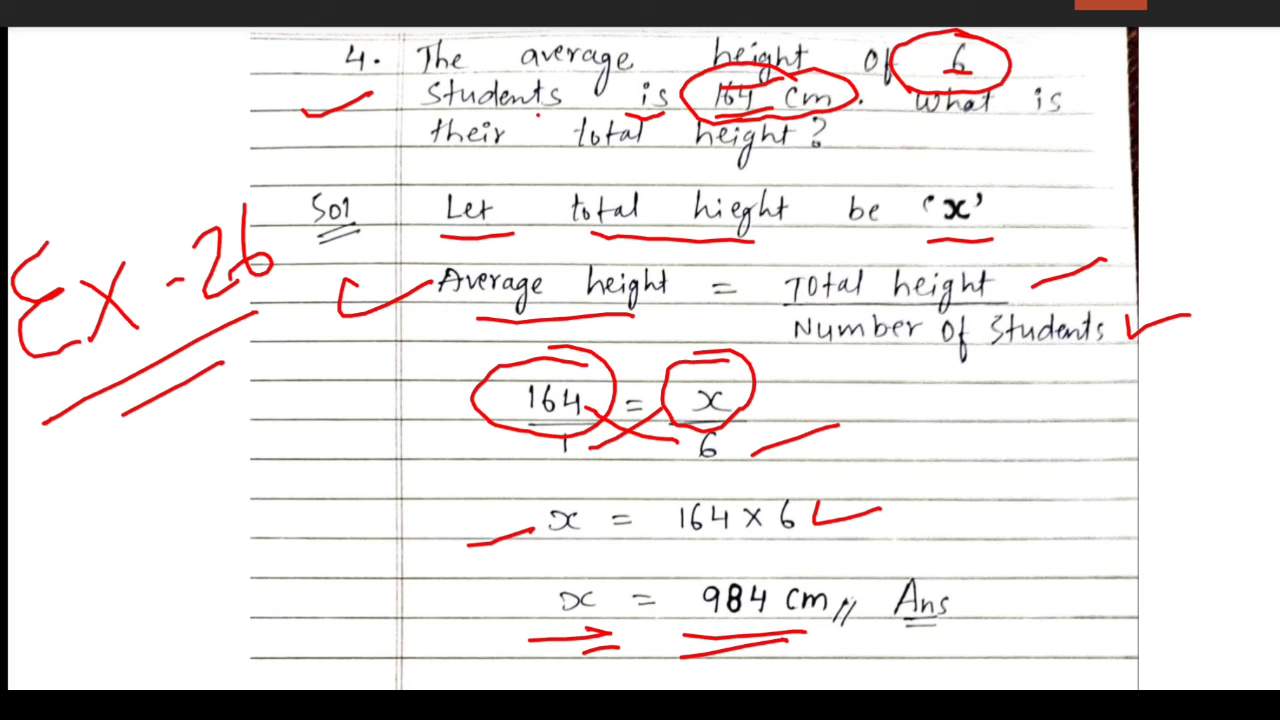 4. The average height of 6
Students is 164 cm. What is
their total height?
Sol Let total hieght be 'x'
Average height = Total height
Number of Students
Ex-26
164 = x
1 6
x = 164 × 6
x = 984 cm // Ans